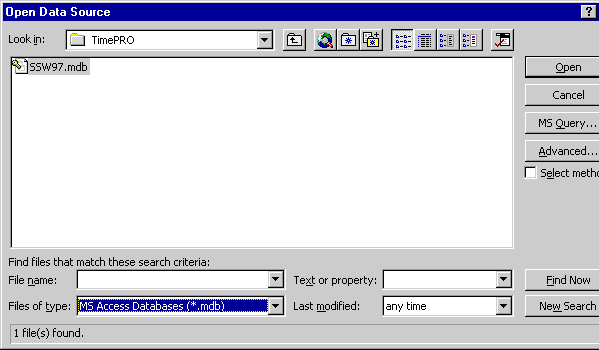 Open Data Source
Look in: TimePRO
SSW97.mdb
Open
Cancel
MS Query...
Advanced...
Select metho
Find files that match these search criteria:
File name: Text or property: Find Now
Files of type: MS Access Databases (*.mdb) Last modified: any time New Search
1 file(s) found.